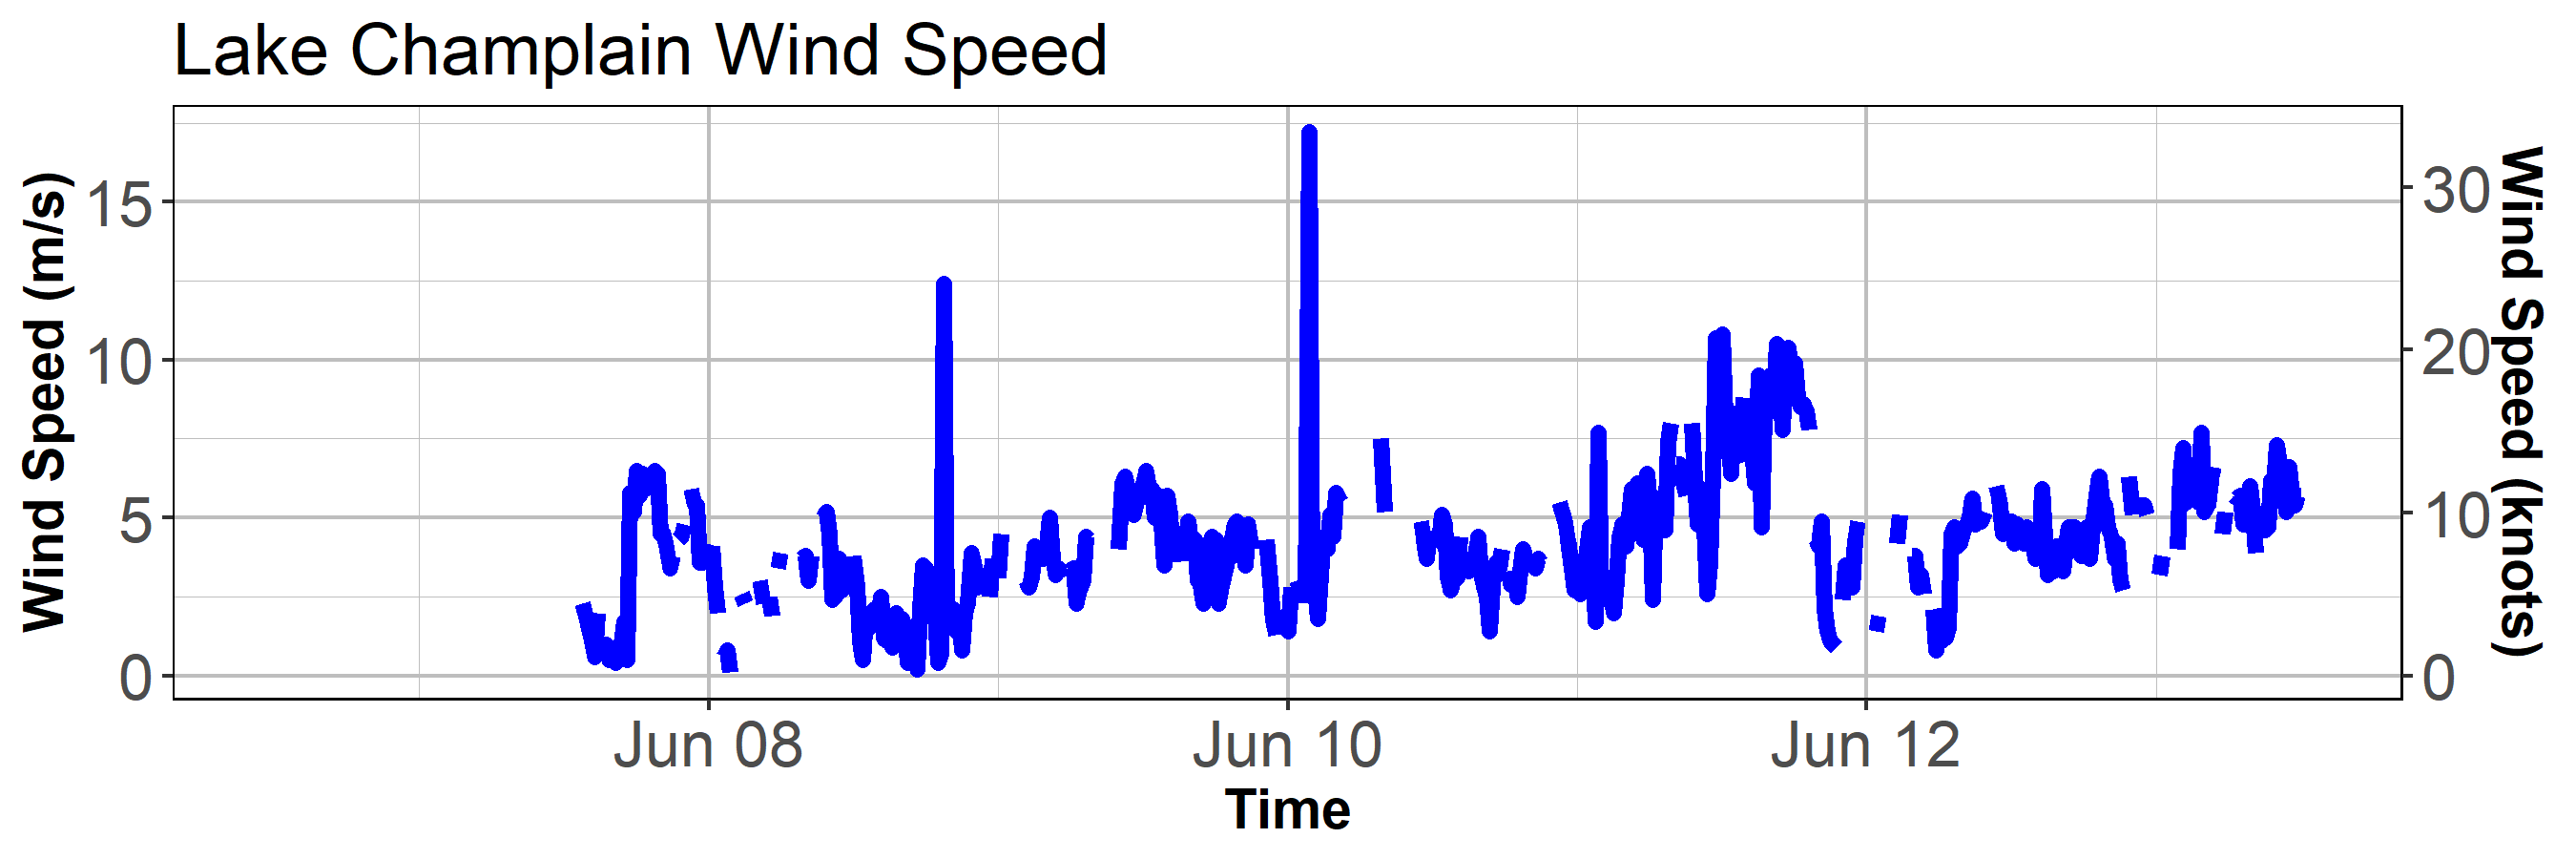 Lake Champlain Wind Speed
Wind Speed (m/s)
15
10
5
0
30
20
10
0
Wind Speed (knots)
Jun 08
Jun 10
Jun 12
Time